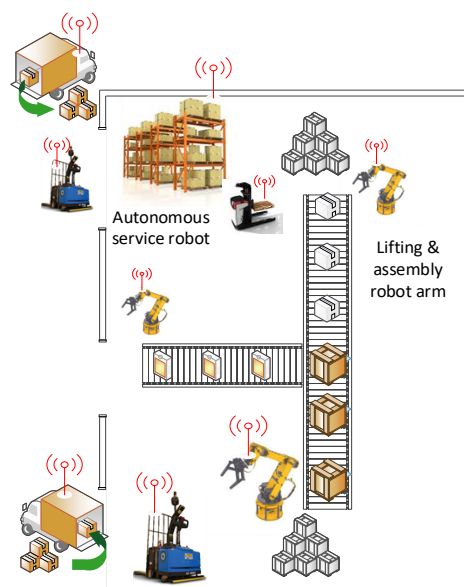 Autonomous
service robot
Lifting &
assembly
robot arm